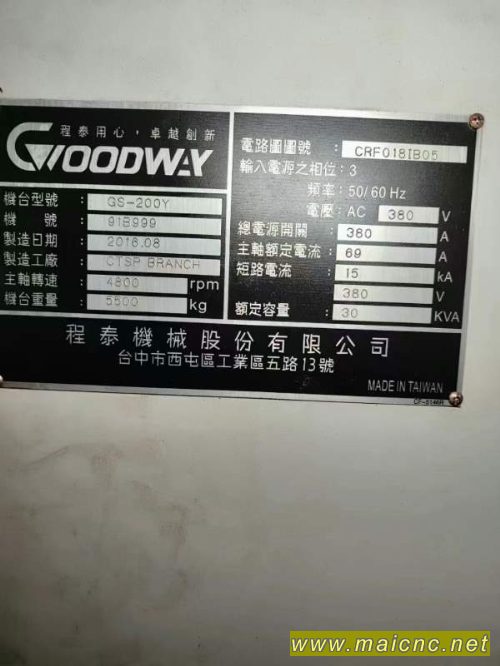 程泰用心，卓越創新
GOODWAY
機台型號 : GS-200Y
機 號 : 91B999
製造日期 : 2016.08
製造工廠 : CTSP BRANCH
主軸轉速 : 4800 rpm
機台重量 : 5500 kg
電路圖圖號 : CRF018IB05
輸入電源之相位 : 3
頻率 : 50/60 Hz
電壓 : AC 380 V
總電源開關 : 380 A
主軸額定電流 : 69 A
短路電流 : 15 kA
380 V
額定容量 : 30 KVA
程泰機械股份有限公司
台中市西屯區工業區五路13號
MADE IN TAIWAN
www.maicnc.net